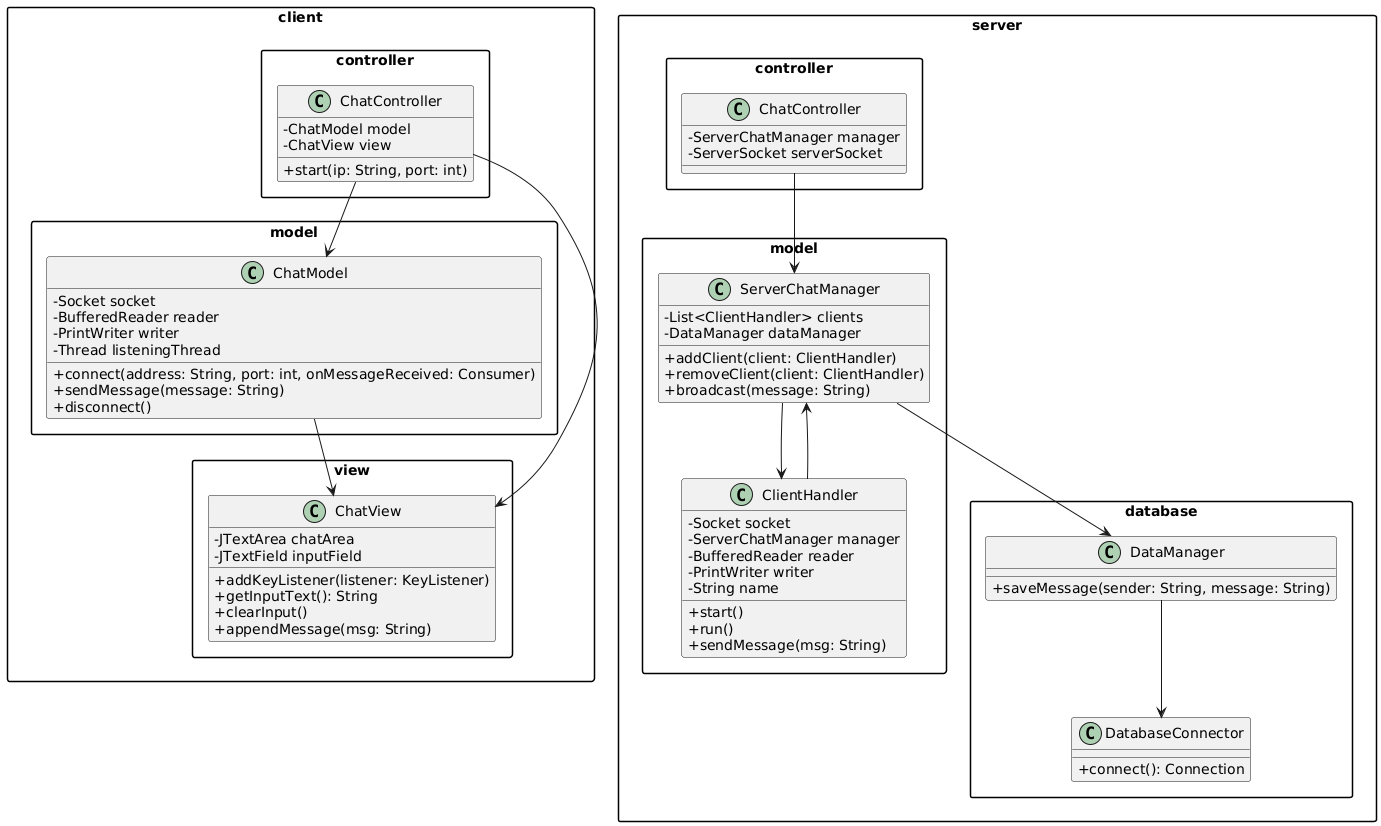 client
controller
C ChatController
-ChatModel model
-ChatView view
+start(ip: String, port: int)
model
C ChatModel
-Socket socket
-BufferedReader reader
-PrintWriter writer
-Thread listeningThread
+connect(address: String, port: int, onMessageReceived: Consumer)
+sendMessage(message: String)
+disconnect()
view
C ChatView
-JTextArea chatArea
-JTextField inputField
+addKeyListener(listener: KeyListener)
+getInputText(): String
+clearInput()
+appendMessage(msg: String)
server
controller
C ChatController
-ServerChatManager manager
-ServerSocket serverSocket
model
C ServerChatManager
-List<ClientHandler> clients
-DataManager dataManager
+addClient(client: ClientHandler)
+removeClient(client: ClientHandler)
+broadcast(message: String)
C ClientHandler
-Socket socket
-ServerChatManager manager
-BufferedReader reader
-PrintWriter writer
-String name
+start()
+run()
+sendMessage(msg: String)
database
C DataManager
+saveMessage(sender: String, message: String)
C DatabaseConnector
+connect(): Connection